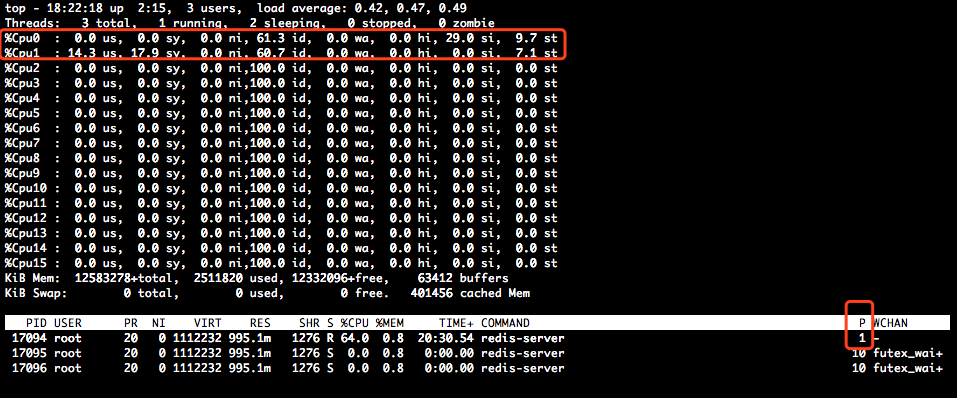 top - 18:22:18 up  2:15,  3 users,  load average: 0.42, 0.47, 0.49
Threads:   3 total,   1 running,   2 sleeping,   0 stopped,   0 zombie
%Cpu0  :  0.0 us,  0.0 sy,  0.0 ni, 61.3 id,  0.0 wa,  0.0 hi, 29.0 si,  9.7 st
%Cpu1  : 14.3 us, 17.9 sy,  0.0 ni, 60.7 id,  0.0 wa,  0.0 hi,  0.0 si,  7.1 st
%Cpu2  :  0.0 us,  0.0 sy,  0.0 ni,100.0 id,  0.0 wa,  0.0 hi,  0.0 si,  0.0 st
%Cpu3  :  0.0 us,  0.0 sy,  0.0 ni,100.0 id,  0.0 wa,  0.0 hi,  0.0 si,  0.0 st
%Cpu4  :  0.0 us,  0.0 sy,  0.0 ni,100.0 id,  0.0 wa,  0.0 hi,  0.0 si,  0.0 st
%Cpu5  :  0.0 us,  0.0 sy,  0.0 ni,100.0 id,  0.0 wa,  0.0 hi,  0.0 si,  0.0 st
%Cpu6  :  0.0 us,  0.0 sy,  0.0 ni,100.0 id,  0.0 wa,  0.0 hi,  0.0 si,  0.0 st
%Cpu7  :  0.0 us,  0.0 sy,  0.0 ni,100.0 id,  0.0 wa,  0.0 hi,  0.0 si,  0.0 st
%Cpu8  :  0.0 us,  0.0 sy,  0.0 ni,100.0 id,  0.0 wa,  0.0 hi,  0.0 si,  0.0 st
%Cpu9  :  0.0 us,  0.0 sy,  0.0 ni,100.0 id,  0.0 wa,  0.0 hi,  0.0 si,  0.0 st
%Cpu10 :  0.0 us,  0.0 sy,  0.0 ni,100.0 id,  0.0 wa,  0.0 hi,  0.0 si,  0.0 st
%Cpu11 :  0.0 us,  0.0 sy,  0.0 ni,100.0 id,  0.0 wa,  0.0 hi,  0.0 si,  0.0 st
%Cpu12 :  0.0 us,  0.0 sy,  0.0 ni,100.0 id,  0.0 wa,  0.0 hi,  0.0 si,  0.0 st
%Cpu13 :  0.0 us,  0.0 sy,  0.0 ni,100.0 id,  0.0 wa,  0.0 hi,  0.0 si,  0.0 st
%Cpu14 :  0.0 us,  0.0 sy,  0.0 ni,100.0 id,  0.0 wa,  0.0 hi,  0.0 si,  0.0 st
%Cpu15 :  0.0 us,  0.0 sy,  0.0 ni,100.0 id,  0.0 wa,  0.0 hi,  0.0 si,  0.0 st
KiB Mem:  12583278+total,  2511820 used, 12332096+free,    63412 buffers
KiB Swap:        0 total,        0 used,        0 free.   401456 cached Mem
PID USER      PR  NI    VIRT    RES    SHR S %CPU %MEM     TIME+ COMMAND P WCHAN
17094 root      20   0 1112232 995.1m   1276 R 64.0  0.8  20:30.54 redis-server 1 -
17095 root      20   0 1112232 995.1m   1276 S  0.0  0.8   0:00.00 redis-server 10 futex_wai+
17096 root      20   0 1112232 995.1m   1276 S  0.0  0.8   0:00.00 redis-server 10 futex_wai+